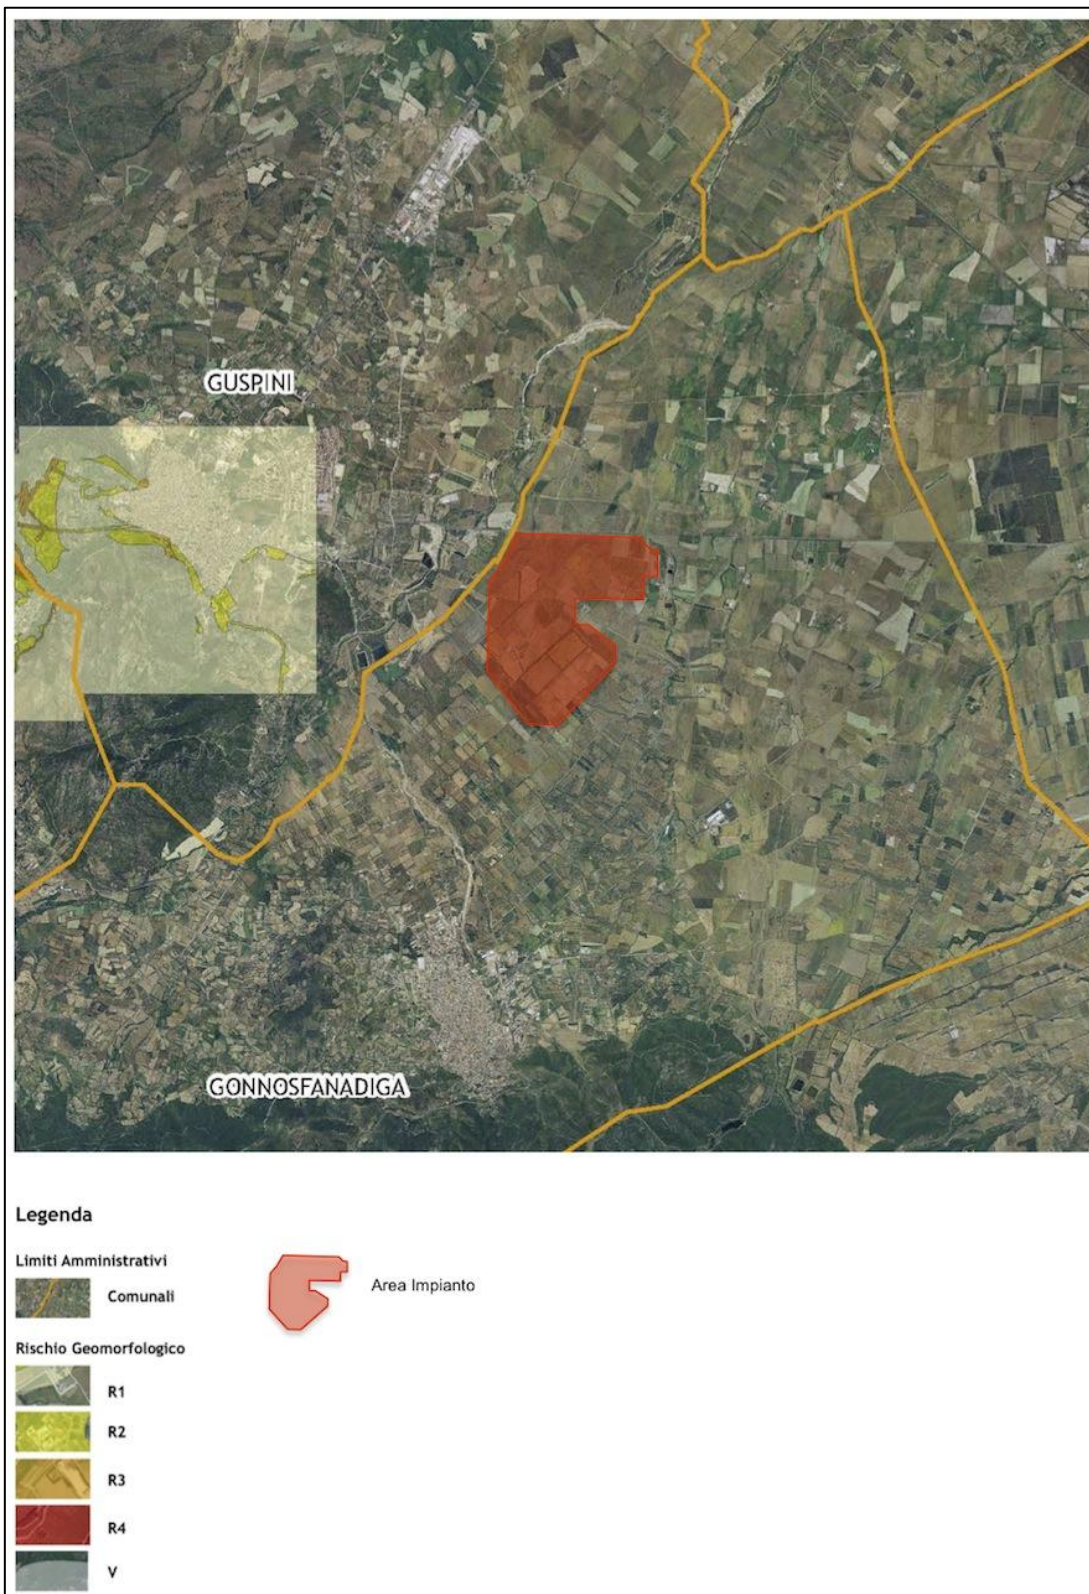 GUSPINI
GONNOSFANADIGA
Legenda
Limiti Amministrativi
Comunali
Area Impianto
Rischio Geomorfologico
R1
R2
R3
R4
V